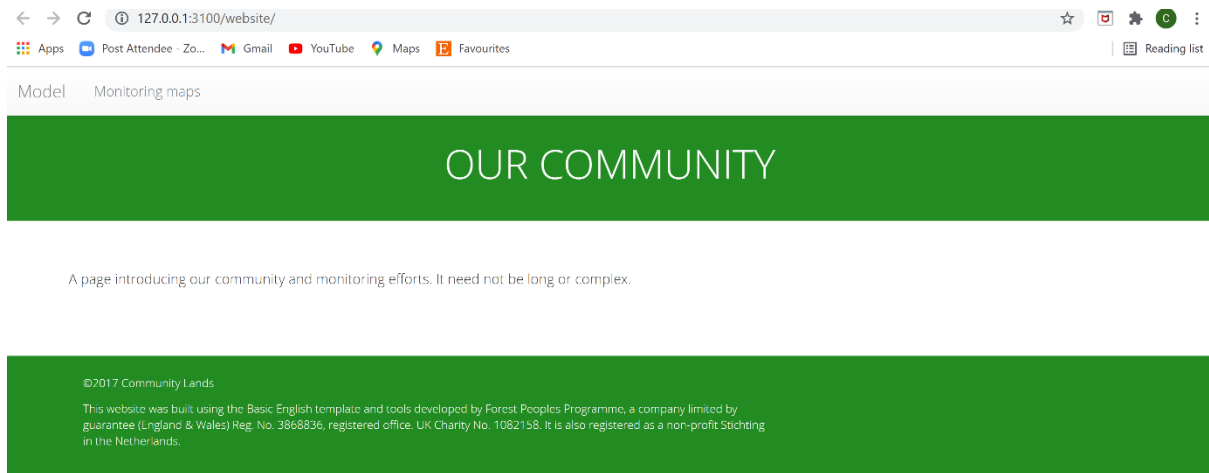 127.0.0.1:3100/website/
C
Apps Post Attendee - Zo... Gmail YouTube Maps E Favourites Reading list
Model Monitoring maps
OUR COMMUNITY
A page introducing our community and monitoring efforts. It need not be long or complex.
©2017 Community Lands
This website was built using the Basic English template and tools developed by Forest Peoples Programme, a company limited by
guarantee (England & Wales) Reg. No. 3868836, registered office. UK Charity No. 1082158. It is also registered as a non-profit Stichting
in the Netherlands.